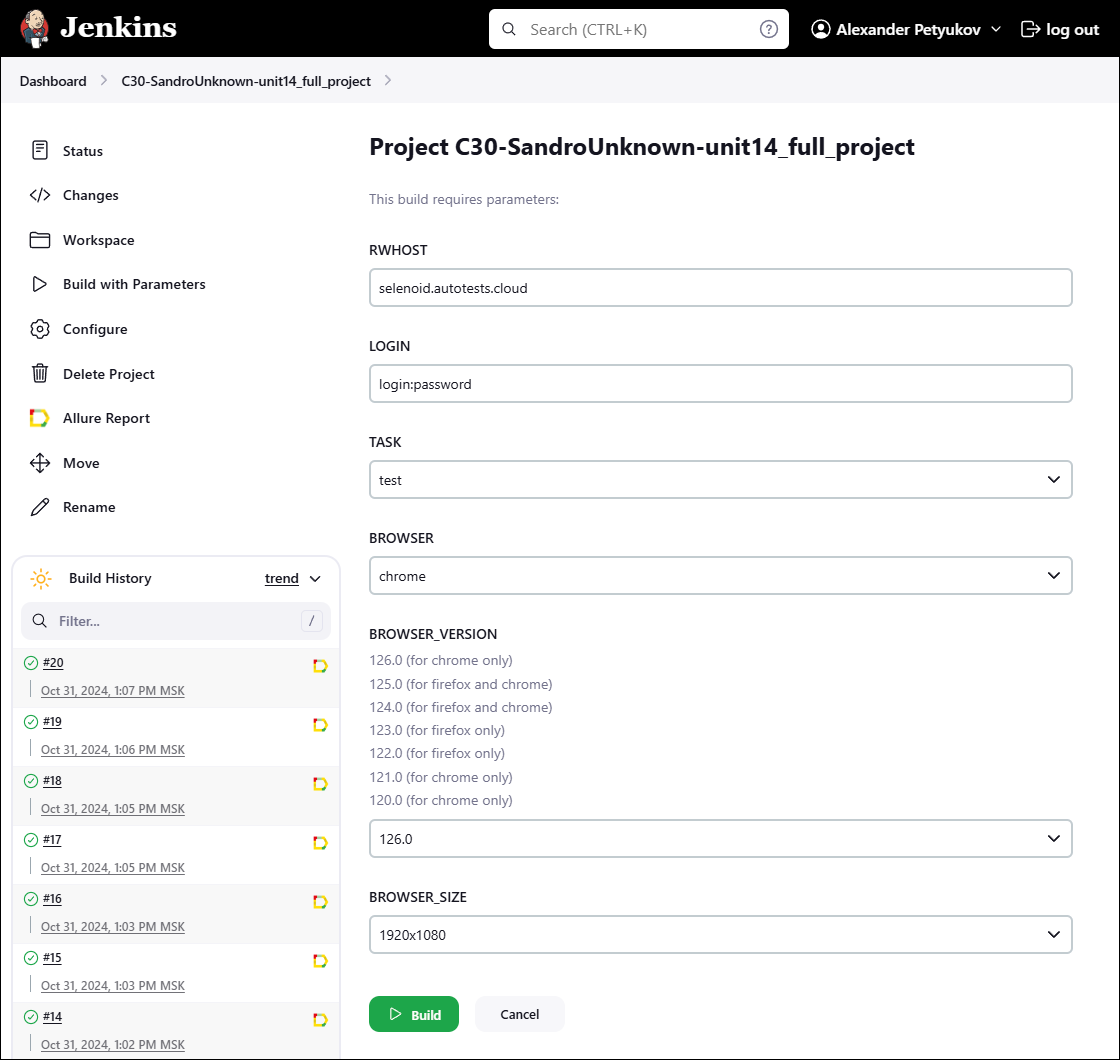 Jenkins
Search (CTRL+K)
?
Alexander Petyukov
log out
Dashboard
C30-SandroUnknown-unit14_full_project
Status
Changes
Workspace
Build with Parameters
Configure
Delete Project
Allure Report
Move
Rename
Build History
trend
Filter...
/
#20
Oct 31, 2024, 1:07 PM MSK
#19
Oct 31, 2024, 1:06 PM MSK
#18
Oct 31, 2024, 1:05 PM MSK
#17
Oct 31, 2024, 1:05 PM MSK
#16
Oct 31, 2024, 1:03 PM MSK
#15
Oct 31, 2024, 1:03 PM MSK
#14
Oct 31, 2024, 1:02 PM MSK
Project C30-SandroUnknown-unit14_full_project
This build requires parameters:
RWHOST
selenoid.autotests.cloud
LOGIN
login:password
TASK
test
BROWSER
chrome
BROWSER_VERSION
126.0 (for chrome only)
125.0 (for firefox and chrome)
124.0 (for firefox and chrome)
123.0 (for firefox only)
122.0 (for firefox only)
121.0 (for chrome only)
120.0 (for chrome only)
126.0
BROWSER_SIZE
1920x1080
Build
Cancel